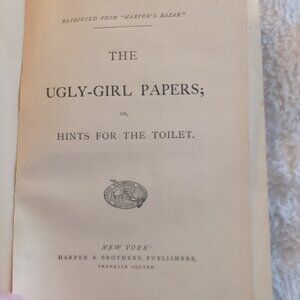 REPRINTED FROM "HARPER'S BAZAR."
THE
UGLY-GIRL PAPERS;
OR,
HINTS FOR THE TOILET.
NEW YORK:
HARPER & BROTHERS, PUBLISHERS,
FRANKLIN SQUARE.